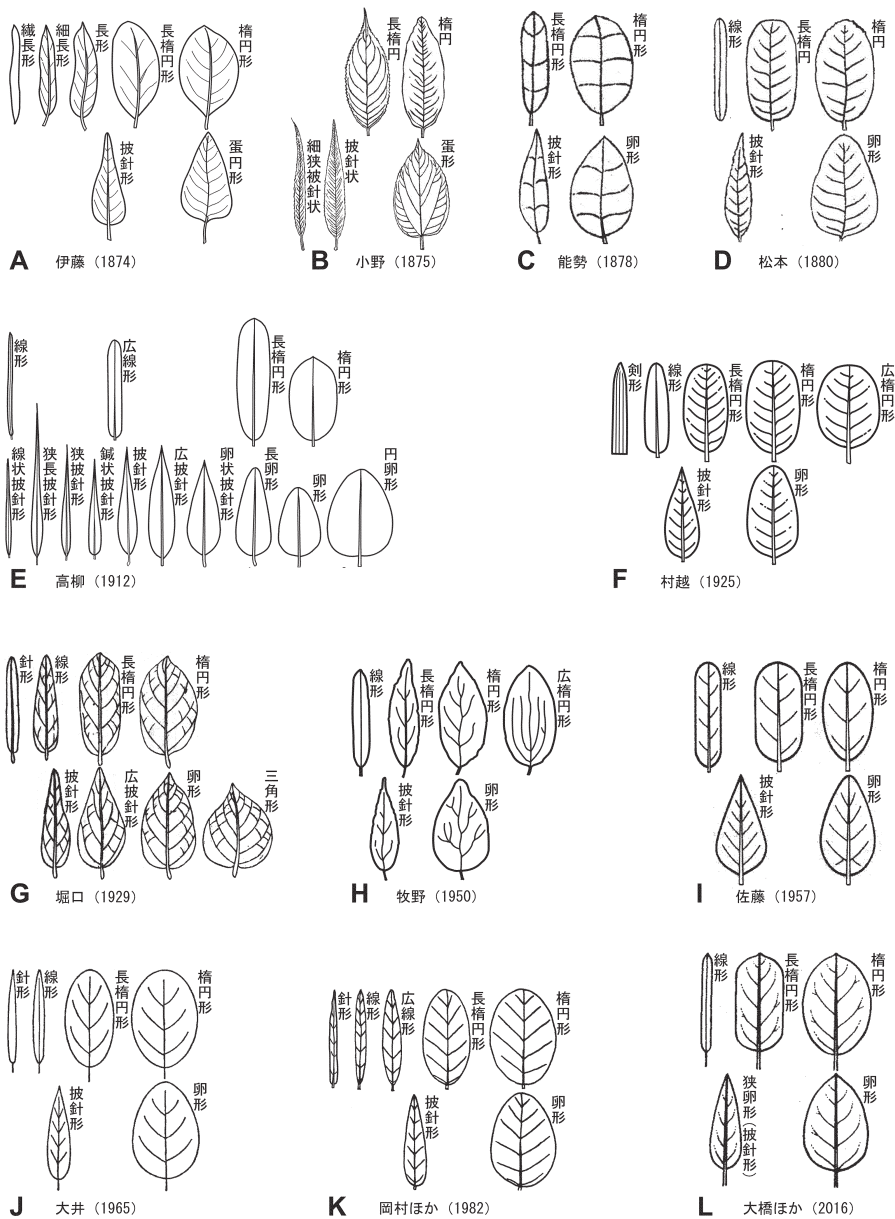 繊長形
細長形
長形
長楕円形
楕円形
披針形
蛋円形
A 伊藤（1874）
長楕円
楕円
細狭被針状
披針状
蛋形
B 小野（1875）
長楕円形
楕円形
披針形
卵形
C 能勢（1878）
線形
長楕円
楕円
披針形
卵形
D 松本（1880）
線形
広線形
長楕円形
楕円形
線状披針形
狭長披針形
狭披針形
鍼状披針形
披針形
広披針形
卵状披針形
長卵形
卵形
円卵形
E 高柳（1912）
剣形
線形
長楕円形
楕円形
広楕円形
披針形
卵形
F 村越（1925）
針形
線形
長楕円形
楕円形
披針形
広披針形
卵形
三角形
G 堀口（1929）
線形
長楕円形
楕円形
広楕円形
披針形
卵形
H 牧野（1950）
線形
長楕円形
楕円形
披針形
卵形
I 佐藤（1957）
針形
線形
長楕円形
楕円形
披針形
卵形
J 大井（1965）
針形
線形
広線形
長楕円形
楕円形
披針形
卵形
K 岡村ほか（1982）
線形
長楕円形
楕円形
狭卵形（披針形）
卵形
L 大橋ほか（2016）